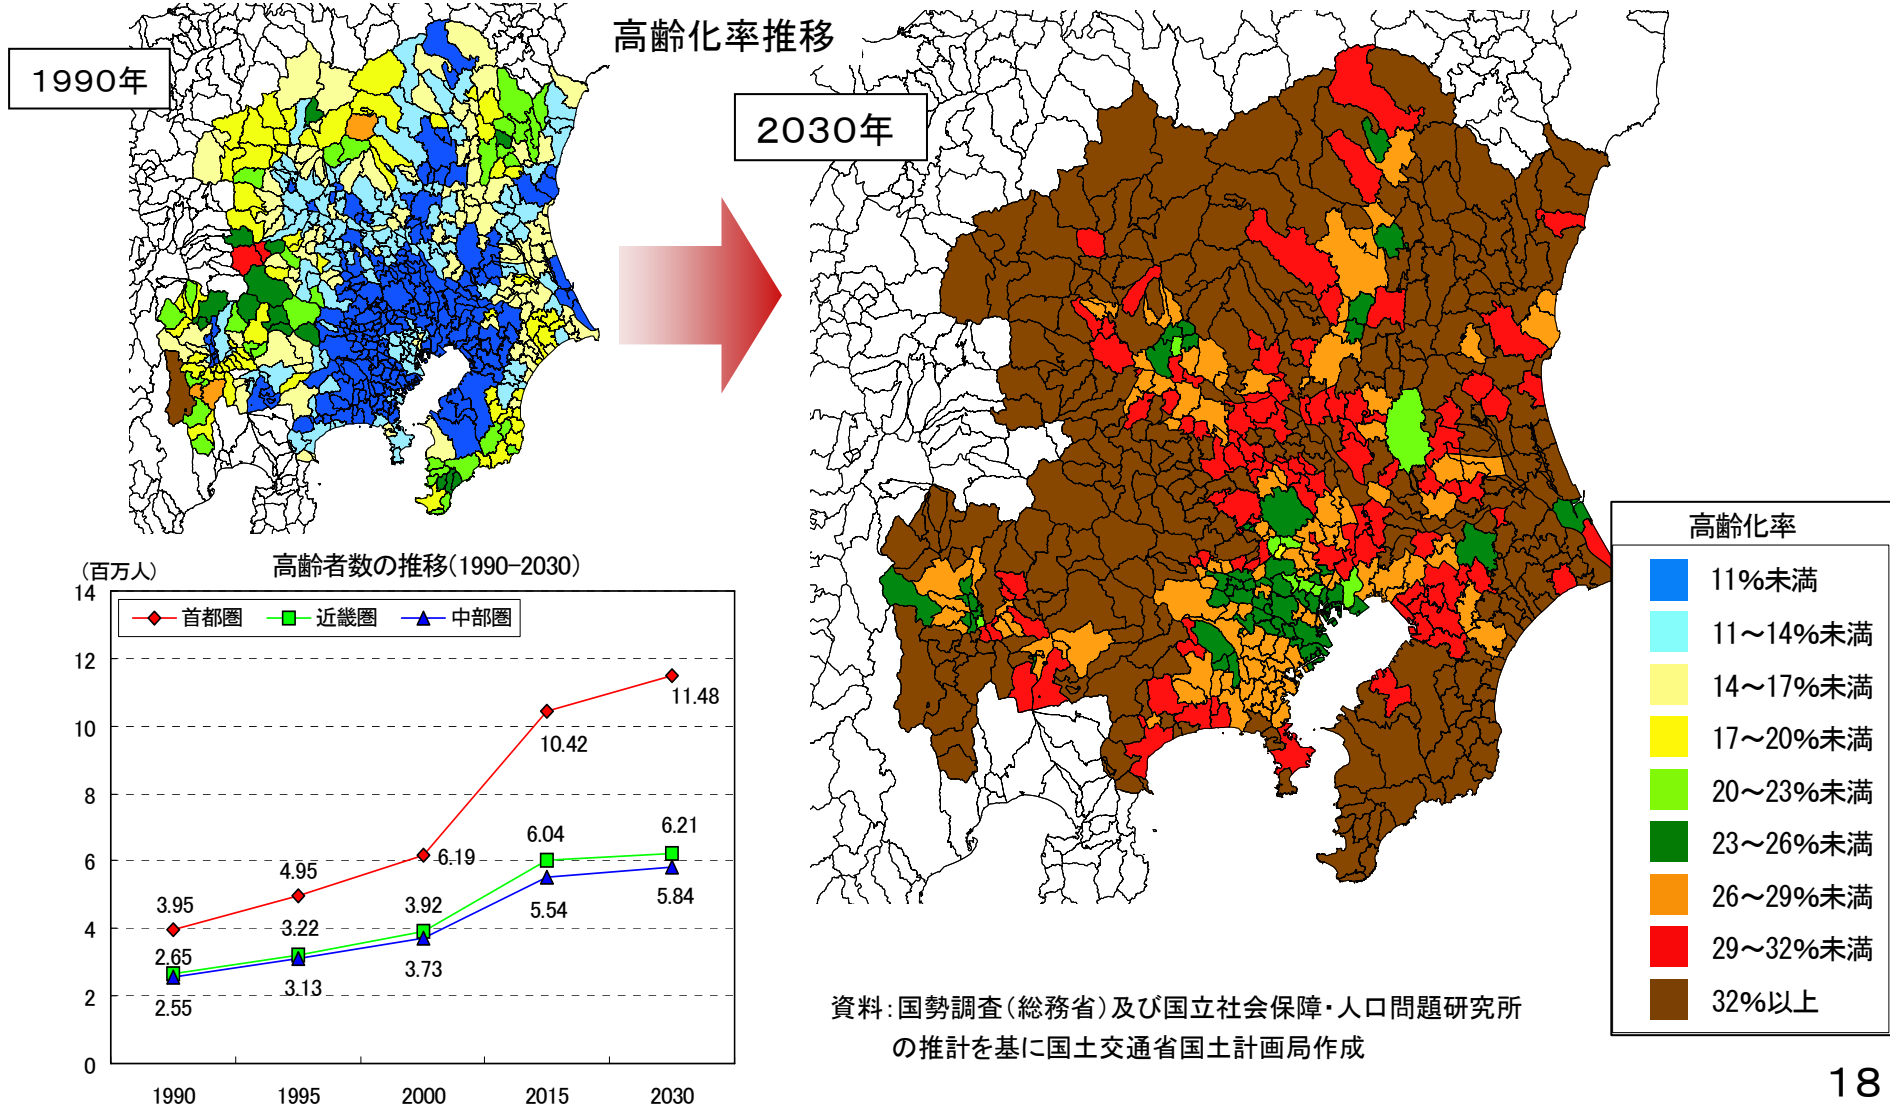 高齢化率推移
1990年
2030年
高齢者数の推移(1990-2030)
(百万人)
首都圏 近畿圏 中部圏
14
12
10
8
6
4
2
0
3.95
4.95
6.19
10.42
11.48
2.65
3.22
3.92
6.04
6.21
2.55
3.13
3.73
5.54
5.84
1990 1995 2000 2015 2030
高齢化率
11%未満
11~14%未満
14~17%未満
17~20%未満
20~23%未満
23~26%未満
26~29%未満
29~32%未満
32%以上
資料:国勢調査(総務省)及び国立社会保障・人口問題研究所
の推計を基に国土交通省国土計画局作成
18